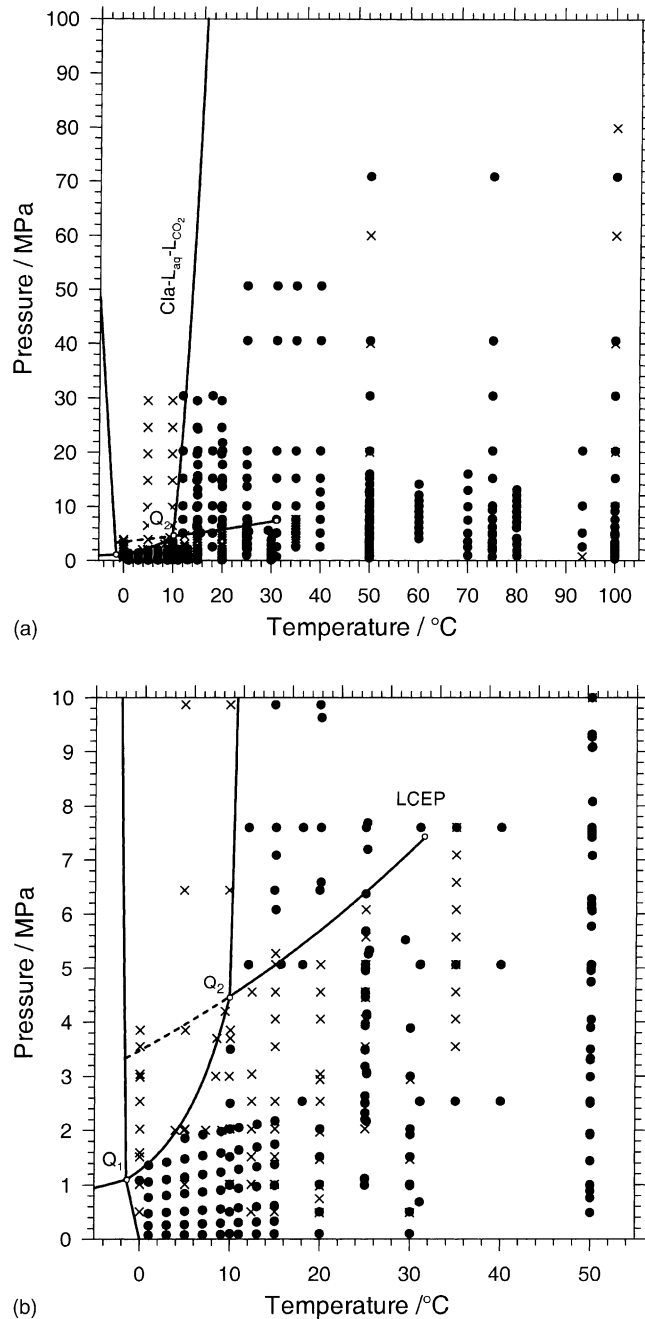 100
90
80
70
60
50
40
30
20
10
0
Pressure / MPa
Cla-Laq-LCO2
Q2
0 10 20 30 40 50 60 70 80 90 100
(a)
Temperature / °C
10
9
8
7
6
5
4
3
2
1
0
Pressure / MPa
LCEP
Q2
Q1
0 10 20 30 40 50
(b)
Temperature /°C